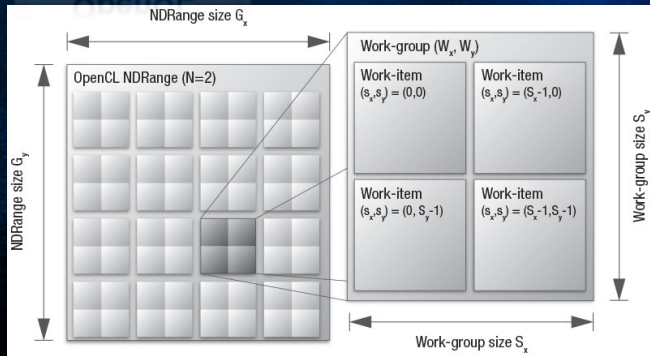 OpenCL
NDRange size Gx
OpenCL NDRange (N=2)
NDRange size Gy
Work-group (Wx, Wy)
Work-item
(sx,sy) = (0,0)
Work-item
(sx,sy) = (Sx-1,0)
Work-item
(sx,sy) = (0, Sy-1)
Work-item
(sx,sy) = (Sx-1,Sy-1)
Work-group size Sy
Work-group size Sx